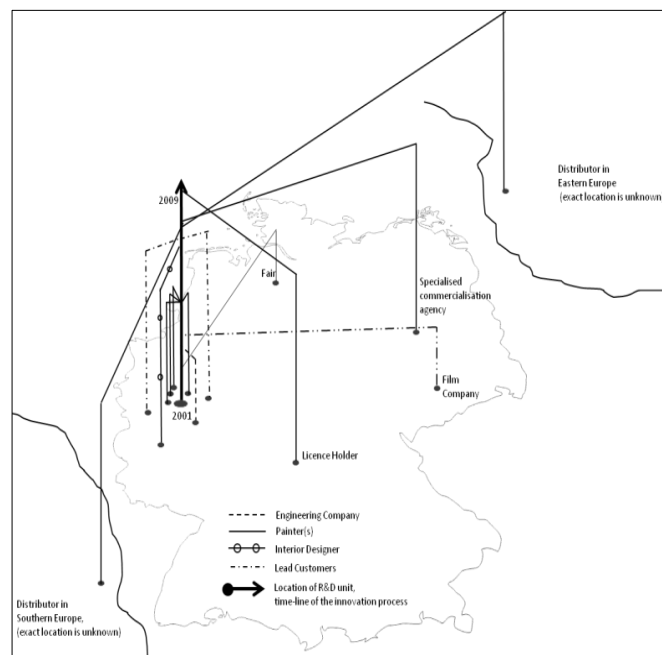 2009
Distributor in
Eastern Europe
(exact location is unknown)
Fair
Specialised
commercialisation
agency
Film
Company
2001
Licence Holder
Engineering Company
Painter(s)
Interior Designer
Lead Customers
Location of R&D unit,
time-line of the innovation process
Distributor in
Southern Europe,
(exact location is unknown)